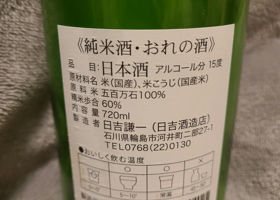 《純米酒・おれの酒》
品目 日本酒 アルコール分 15度
原材料名 米(国産)、米こうじ(国産米)
原料米 五百万石100%
精米歩合 60%
内容量 720ml
製造者 日吉謙一(日吉酒造店)
石川県輪島市河井町二部27-1
TEL(0768)22-0130
●おいしく飲む温度
○ ○ ○ ×
常温